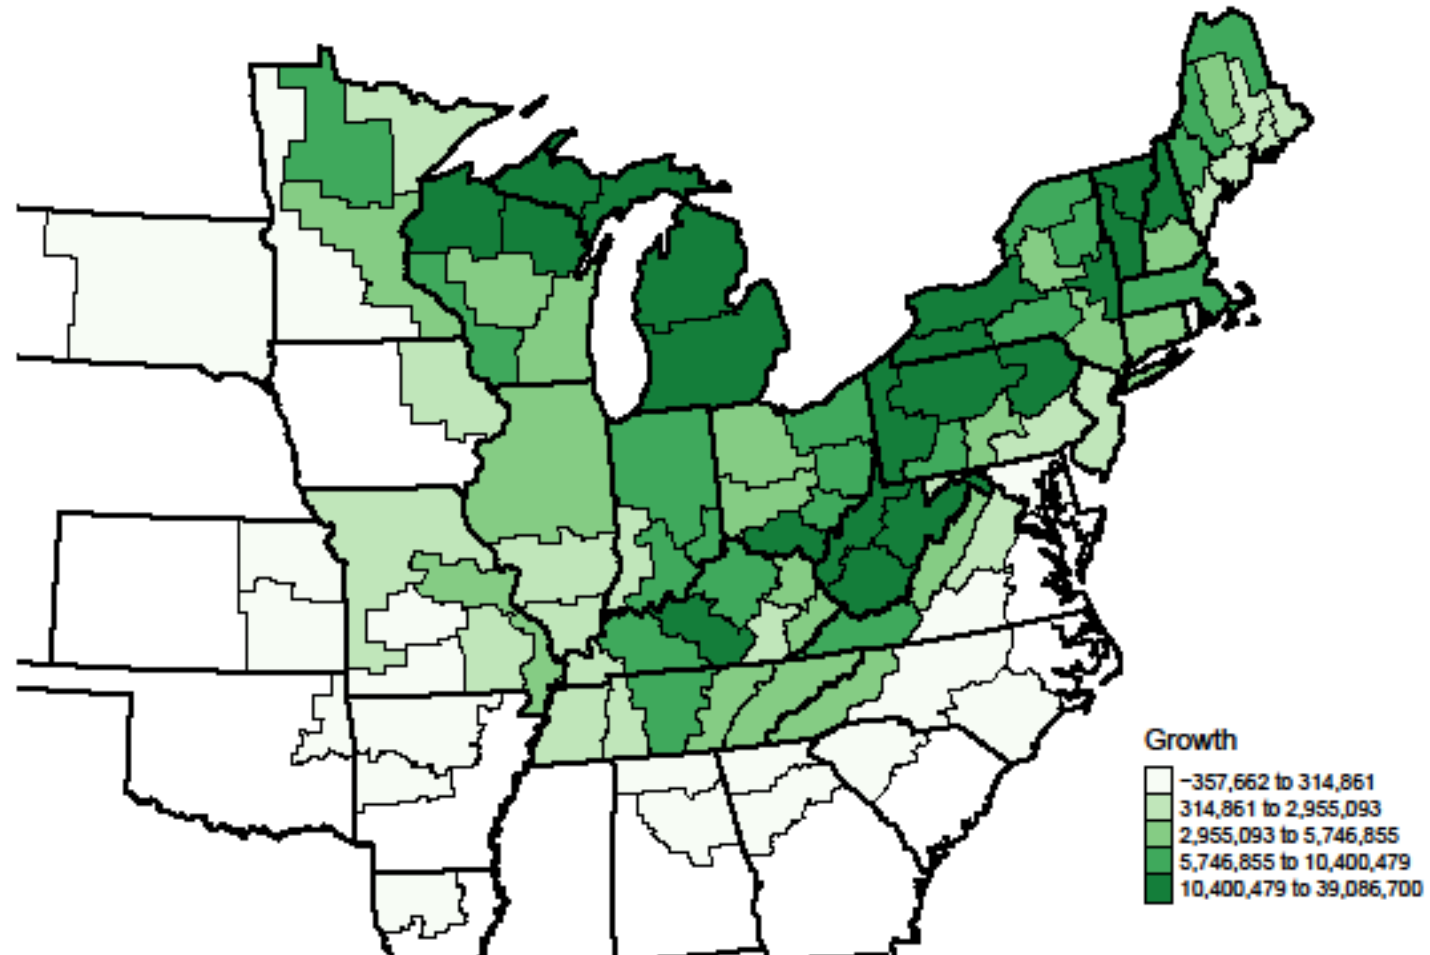 Growth
−357,662 to 314,861
314,861 to 2,955,093
2,955,093 to 5,746,855
5,746,855 to 10,400,479
10,400,479 to 39,086,700